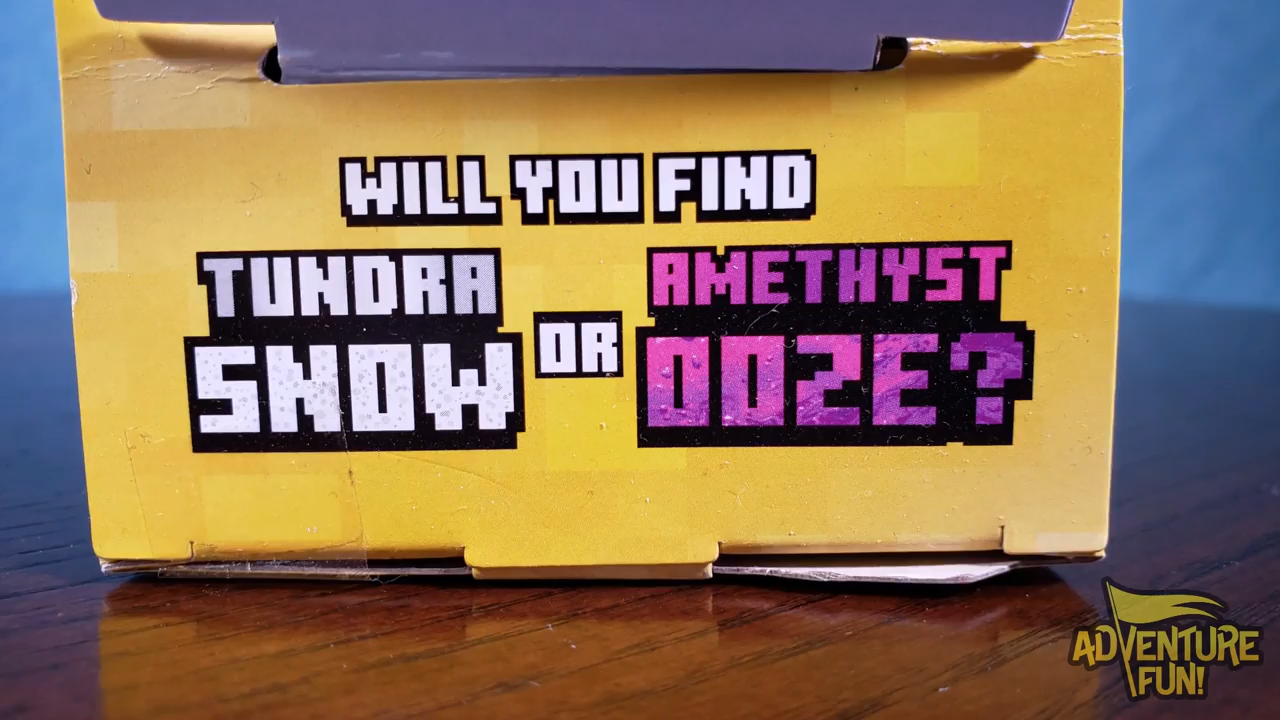 WILL YOU FIND
TUNDRA
SNOW
OR
AMETHYST
OOZE?
ADVENTURE
FUN!